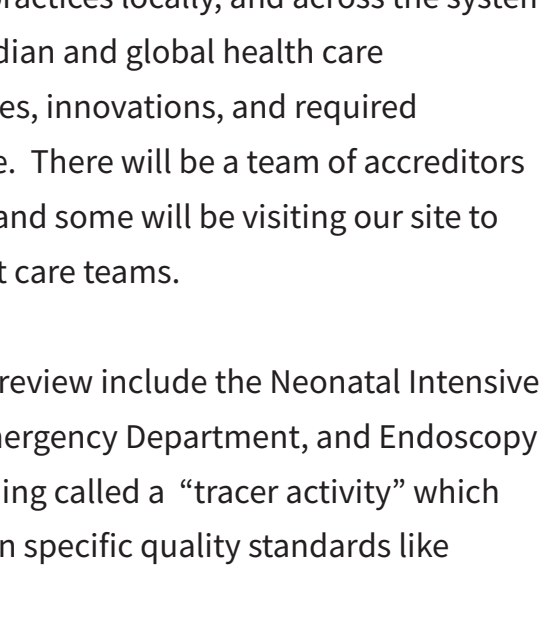 practices locally, and across the system
dian and global health care
es, innovations, and required
e.  There will be a team of accreditors
and some will be visiting our site to
t care teams.
review include the Neonatal Intensive
mergency Department, and Endoscopy
ing called a  “tracer activity” which
n specific quality standards like